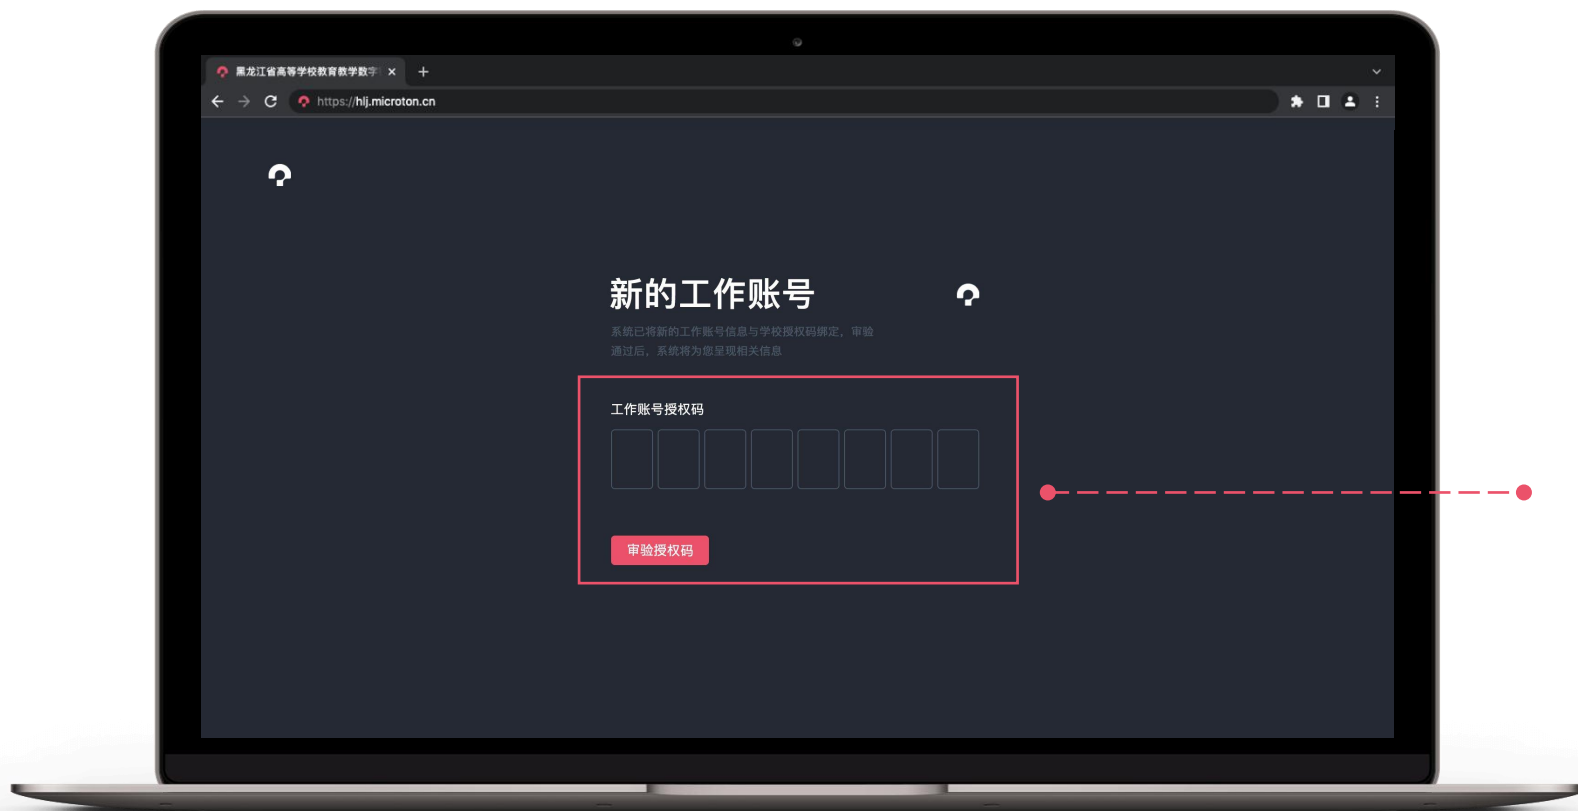 黑龙江省高等学校教育教学数字
https://hlj.microton.cn
新的工作账号
系统已将新的工作账号信息与学校授权码绑定，审验
通过后，系统将为您呈现相关信息
工作账号授权码
审验授权码